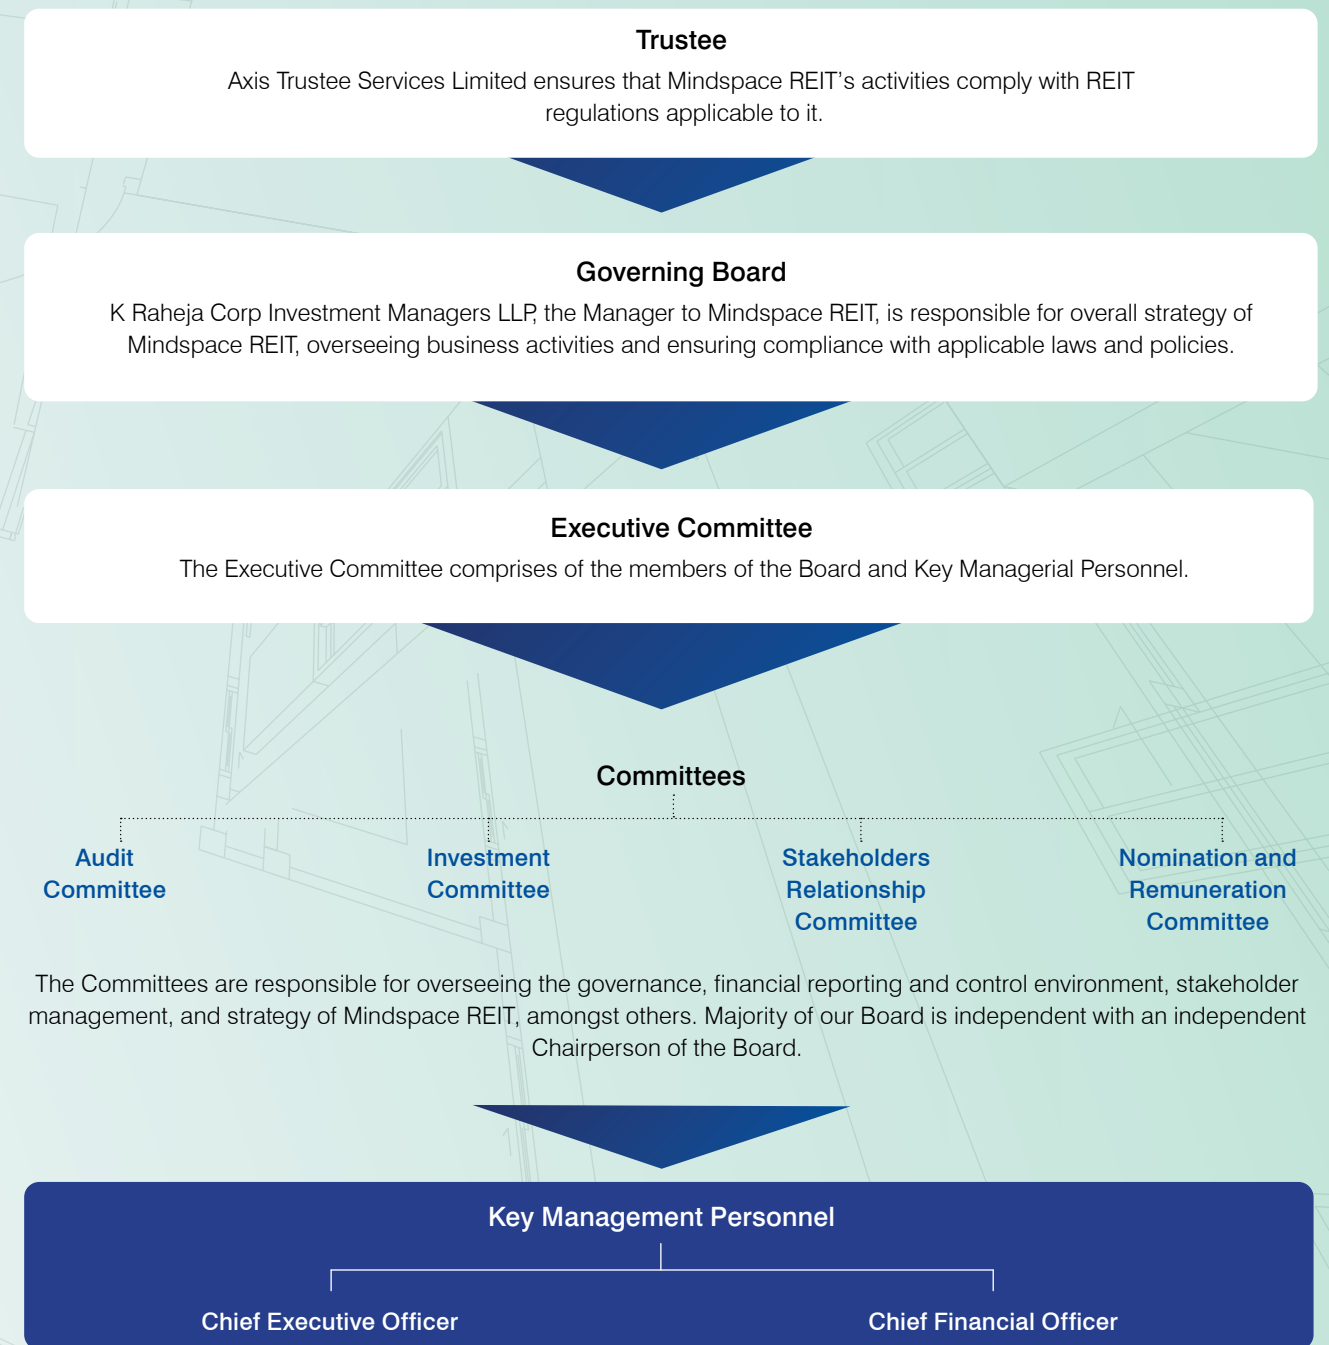 Trustee
Axis Trustee Services Limited ensures that Mindspace REIT’s activities comply with REIT
regulations applicable to it.
Governing Board
K Raheja Corp Investment Managers LLP, the Manager to Mindspace REIT, is responsible for overall strategy of
Mindspace REIT, overseeing business activities and ensuring compliance with applicable laws and policies.
Executive Committee
The Executive Committee comprises of the members of the Board and Key Managerial Personnel.
Committees
Audit
Committee
Investment
Committee
Stakeholders
Relationship
Committee
Nomination and
Remuneration
Committee
The Committees are responsible for overseeing the governance, financial reporting and control environment, stakeholder
management, and strategy of Mindspace REIT, amongst others. Majority of our Board is independent with an independent
Chairperson of the Board.
Key Management Personnel
Chief Executive Officer
Chief Financial Officer